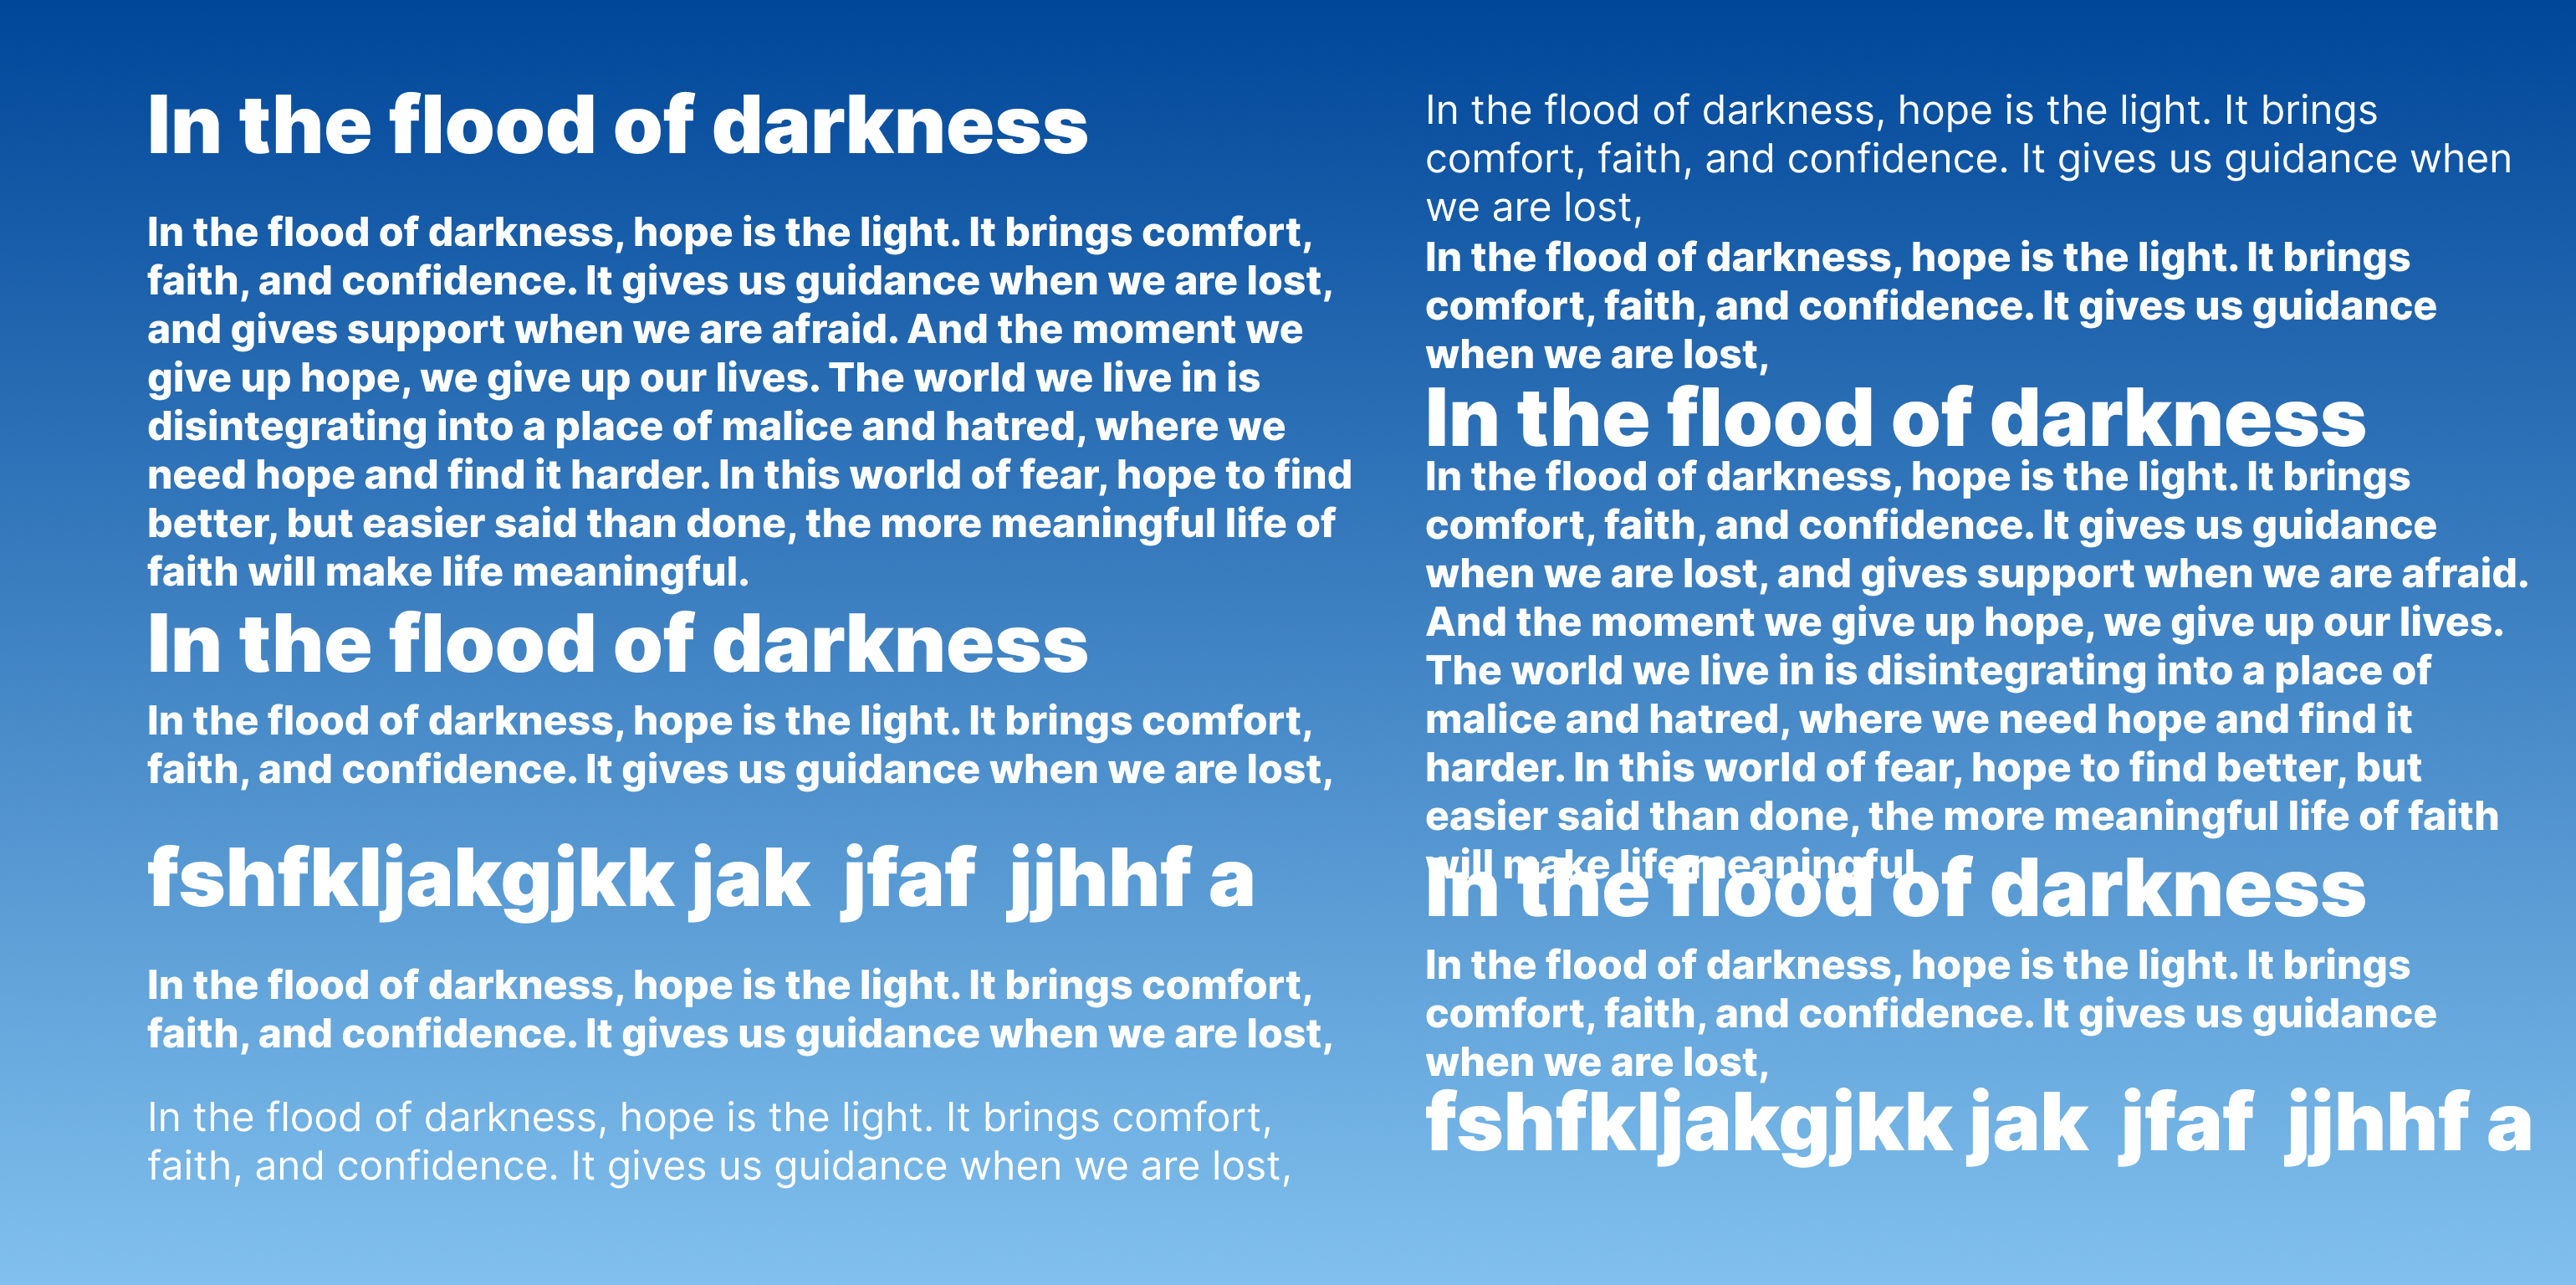 In the flood of darkness
In the flood of darkness, hope is the light. It brings comfort,
faith, and confidence. It gives us guidance when we are lost,
and gives support when we are afraid. And the moment we
give up hope, we give up our lives. The world we live in is
disintegrating into a place of malice and hatred, where we
need hope and find it harder. In this world of fear, hope to find
better, but easier said than done, the more meaningful life of
faith will make life meaningful.
In the flood of darkness
In the flood of darkness, hope is the light. It brings comfort,
faith, and confidence. It gives us guidance when we are lost,
fshfkljakgjkk jak  jfaf  jjhhf a
In the flood of darkness, hope is the light. It brings comfort,
faith, and confidence. It gives us guidance when we are lost,
In the flood of darkness, hope is the light. It brings comfort,
faith, and confidence. It gives us guidance when we are lost,
In the flood of darkness, hope is the light. It brings
comfort, faith, and confidence. It gives us guidance when
we are lost,
In the flood of darkness, hope is the light. It brings
comfort, faith, and confidence. It gives us guidance
when we are lost,
In the flood of darkness
In the flood of darkness, hope is the light. It brings
comfort, faith, and confidence. It gives us guidance
when we are lost, and gives support when we are afraid.
And the moment we give up hope, we give up our lives.
The world we live in is disintegrating into a place of
malice and hatred, where we need hope and find it
harder. In this world of fear, hope to find better, but
easier said than done, the more meaningful life of faith
will make life meaningful.
In the flood of darkness
In the flood of darkness, hope is the light. It brings
comfort, faith, and confidence. It gives us guidance
when we are lost,
fshfkljakgjkk jak  jfaf  jjhhf a